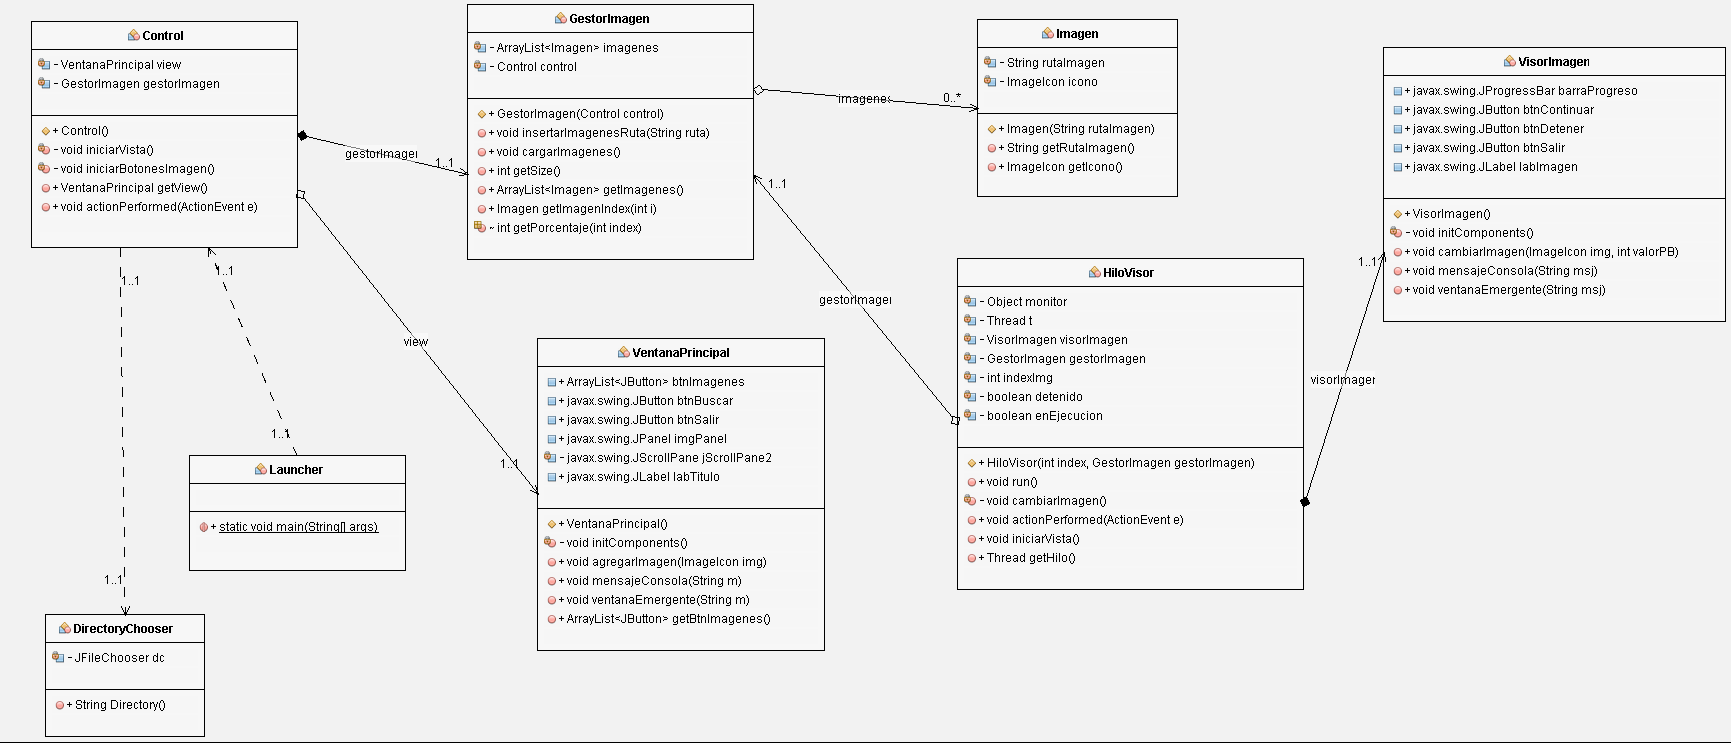 Control
- VentanaPrincipal view
- GestorImagen gestorImagen
+ Control()
- void iniciarVista()
- void iniciarBotonesImagen()
+ VentanaPrincipal getView()
+ void actionPerformed(ActionEvent e)
GestorImagen
- ArrayList<Imagen> imagenes
- Control control
+ GestorImagen(Control control)
+ void insertarImagenesRuta(String ruta)
+ void cargarImagenes()
+ int getSize()
+ ArrayList<Imagen> getImagenes()
+ Imagen getImagenIndex(int i)
~ int getPorcentaje(int index)
Imagen
- String rutaImagen
- ImageIcon icono
+ Imagen(String rutaImagen)
+ String getRutaImagen()
+ ImageIcon getIcono()
VisorImagen
+ javax.swing.JProgressBar barraProgreso
+ javax.swing.JButton btnContinuar
+ javax.swing.JButton btnDetener
+ javax.swing.JButton btnSalir
+ javax.swing.JLabel labImagen
+ VisorImagen()
- void initComponents()
+ void cambiarImagen(ImageIcon img, int valorPB)
+ void mensajeConsola(String msj)
+ void ventanaEmergente(String msj)
gestorImagen
1..1
imagenes
0..*
1..1
gestorImagen
1..1
visorImagen
view
1..1
1..1
1..1
1..1
1..1
HiloVisor
- Object monitor
- Thread t
- VisorImagen visorImagen
- GestorImagen gestorImagen
- int indexImg
- boolean detenido
- boolean enEjecucion
+ HiloVisor(int index, GestorImagen gestorImagen)
+ void run()
- void cambiarImagen()
+ void actionPerformed(ActionEvent e)
+ void iniciarVista()
+ Thread getHilo()
VentanaPrincipal
+ ArrayList<JButton> btnImagenes
+ javax.swing.JButton btnBuscar
+ javax.swing.JButton btnSalir
+ javax.swing.JPanel imgPanel
- javax.swing.JScrollPane jScrollPane2
+ javax.swing.JLabel labTitulo
+ VentanaPrincipal()
- void initComponents()
+ void agregarImagen(ImageIcon img)
+ void mensajeConsola(String m)
+ void ventanaEmergente(String m)
+ ArrayList<JButton> getBtnImagenes()
Launcher
+ static void main(String[] args)
DirectoryChooser
- JFileChooser dc
+ String Directory()